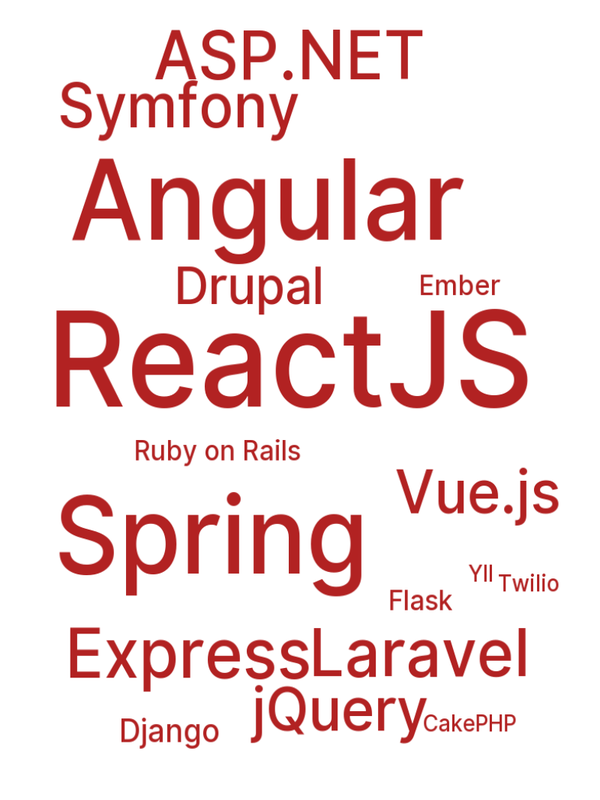 ASP.NET
Symfony
Angular
Drupal
Ember
ReactJS
Ruby on Rails
Vue.js
Spring
YII
Twilio
Flask
Express
Laravel
jQuery
CakePHP
Django